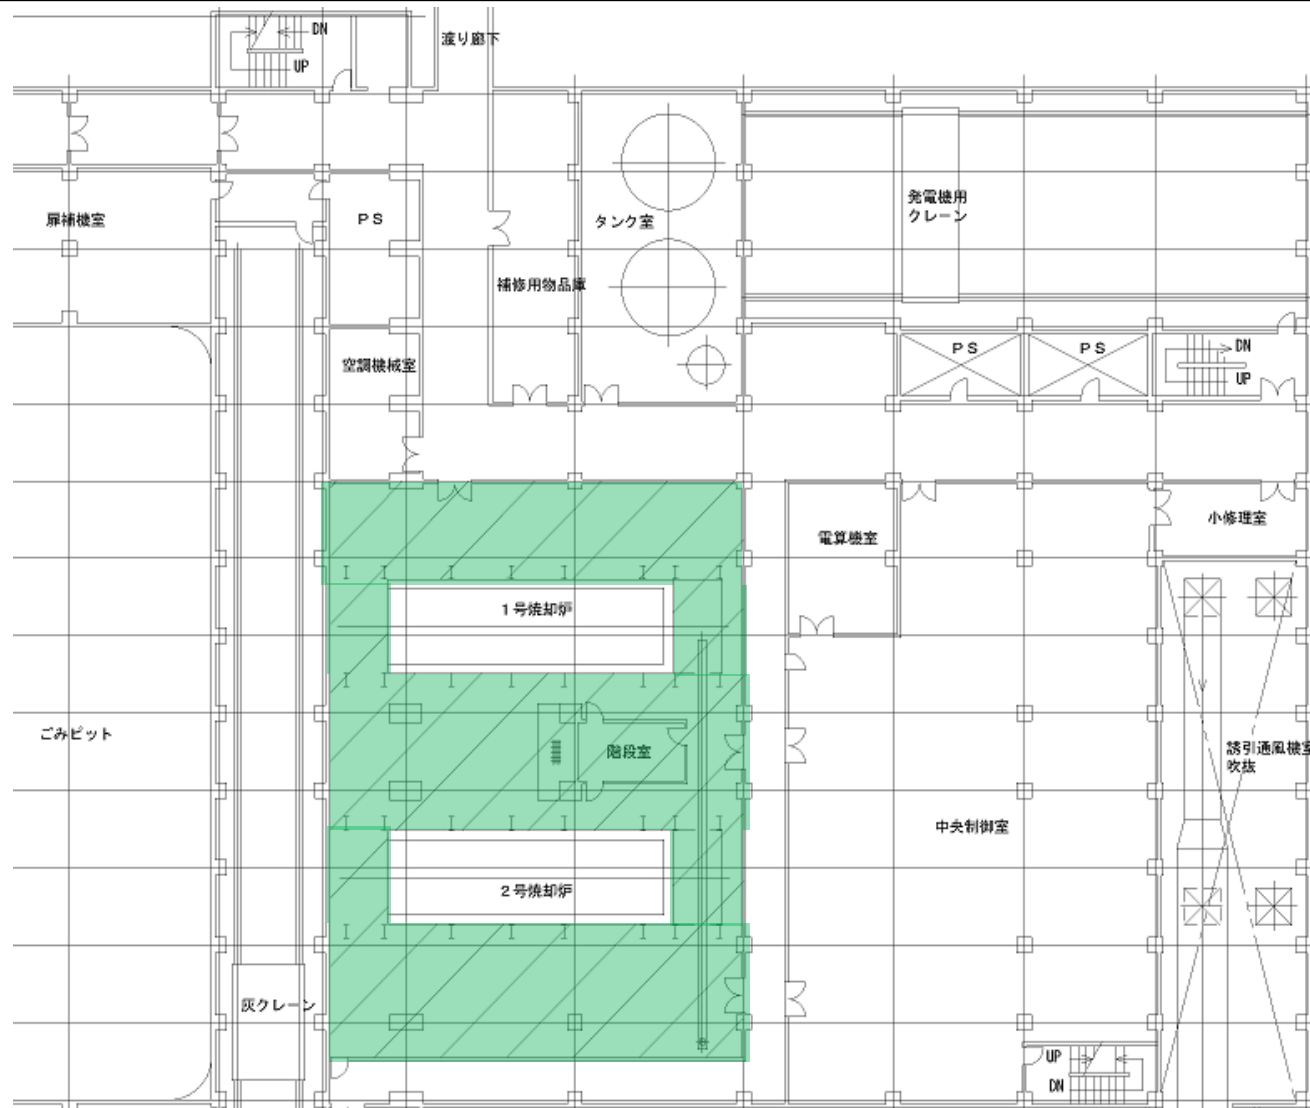 DN
UP
渡り廊下
扉補機室
PS
タンク室
発電機用
クレーン
補修用物品庫
空調機械室
PS
PS
DN
UP
電算機室
小修理室
1号焼却炉
ごみピット
階段室
誘引通風機室
吹抜
中央制御室
2号焼却炉
灰クレーン
UP
DN